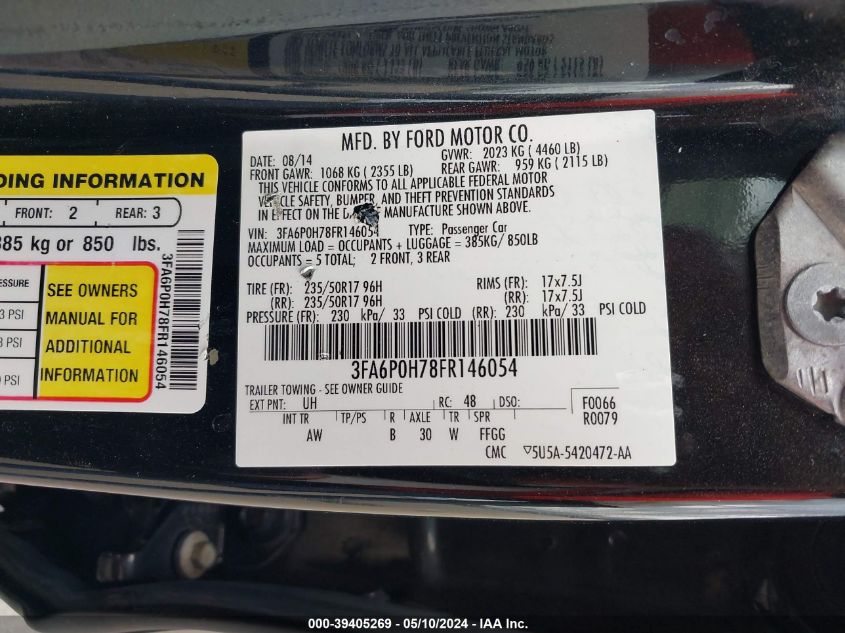 DING INFORMATION
FRONT: 2 REAR: 3
385 kg or 850 lbs.
PRESSURE
3 PSI
3 PSI
PSI
SEE OWNERS
MANUAL FOR
ADDITIONAL
INFORMATION
3FA6P0H78FR146054
MFD. BY FORD MOTOR CO.
DATE: 08/14 GVWR: 2023 KG ( 4460 LB)
FRONT GAWR: 1068 KG ( 2355 LB) REAR GAWR: 959 KG ( 2115 LB)
THIS VEHICLE CONFORMS TO ALL APPLICABLE FEDERAL MOTOR
VEHICLE SAFETY, BUMPER, AND THEFT PREVENTION STANDARDS
IN EFFECT ON THE DATE OF MANUFACTURE SHOWN ABOVE.
VIN: 3FA6P0H78FR146054 TYPE: Passenger Car
MAXIMUM LOAD = OCCUPANTS + LUGGAGE = 385KG/ 850LB
OCCUPANTS = 5 TOTAL; 2 FRONT, 3 REAR
TIRE (FR): 235/50R17 96H RIMS (FR): 17x7.5J
(RR): 235/50R17 96H (RR): 17x7.5J
PRESSURE (FR): 230 kPa/ 33 PSI COLD (RR): 230 kPa/ 33 PSI COLD
3FA6P0H78FR146054
TRAILER TOWING - SEE OWNER GUIDE
EXT PNT: UH RC: 48 DSO: F0066
R0079
INT TR TP/PS R AXLE TR SPR
AW B 30 W FFGG
CMC ▽5U5A-5420472-AA
000-39405269 - 05/10/2024 - IAA, Inc.